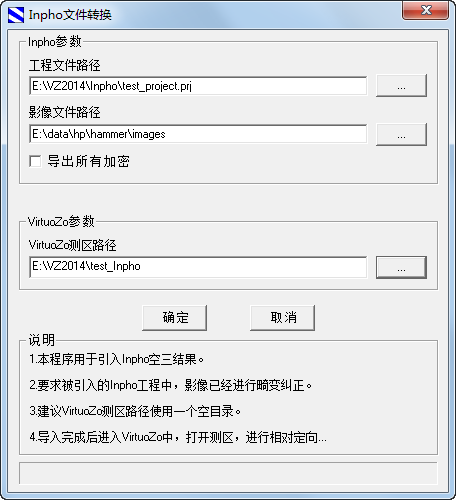 Inpho文件转换
Inpho参数
工程文件路径
E:\VZ2014\Inpho\test_project.prj
...
影像文件路径
E:\data\hp\hammer\images
...
导出所有加密
VirtuoZo参数
VirtuoZo测区路径
E:\VZ2014\test_Inpho
...
确定
取消
说明
1.本程序用于引入Inpho空三结果。
2.要求被引入的Inpho工程中，影像已经进行畸变纠正。
3.建议VirtuoZo测区路径使用一个空目录。
4.导入完成后进入VirtuoZo中，打开测区，进行相对定向...